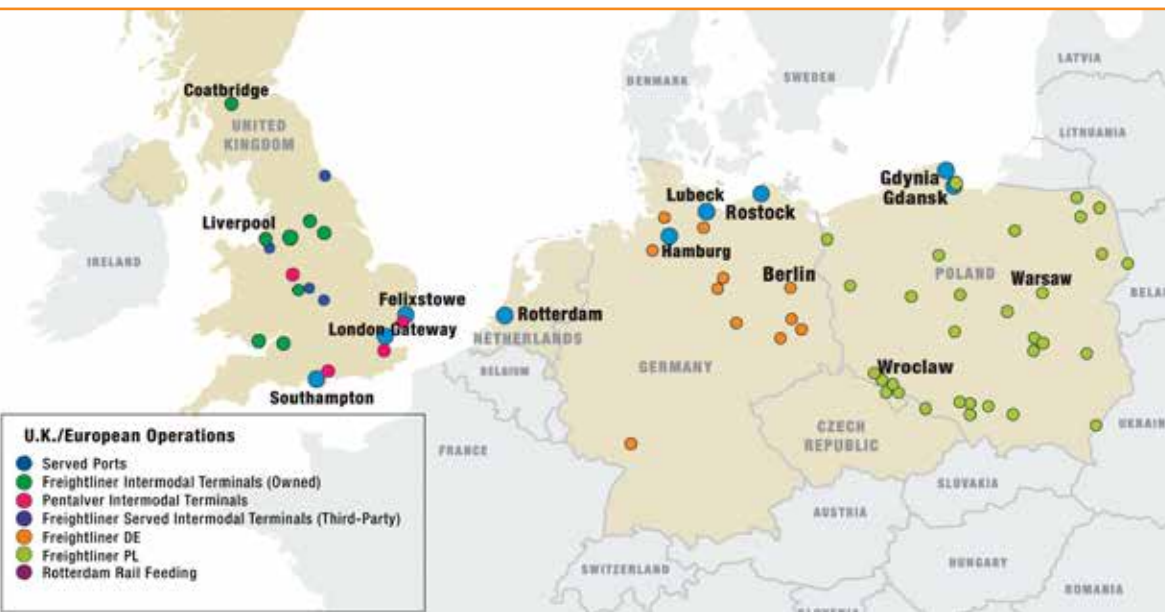 LATVIA
DENMARK
SWEDEN
Coatbridge
UNITED
KINGDOM
LITHUANIA
Gdynia
Gdansk
Lubeck
Rostock
Liverpool
Hamburg
IRELAND
Berlin
POLAND
Warsaw
BELA
Felixstowe
London Gateway
Rotterdam
NETHERLANDS
GERMANY
BELGIUM
Wroclaw
Southampton
CZECH
REPUBLIC
UKRAIN
FRANCE
SLOVAKIA
AUSTRIA
SWITZERLAND
HUNGARY
ROMANIA
SLOVENIA
U.K./European Operations
Served Ports
Freightliner Intermodal Terminals (Owned)
Pentalver Intermodal Terminals
Freightliner Served Intermodal Terminals (Third-Party)
Freightliner DE
Freightliner PL
Rotterdam Rail Feeding